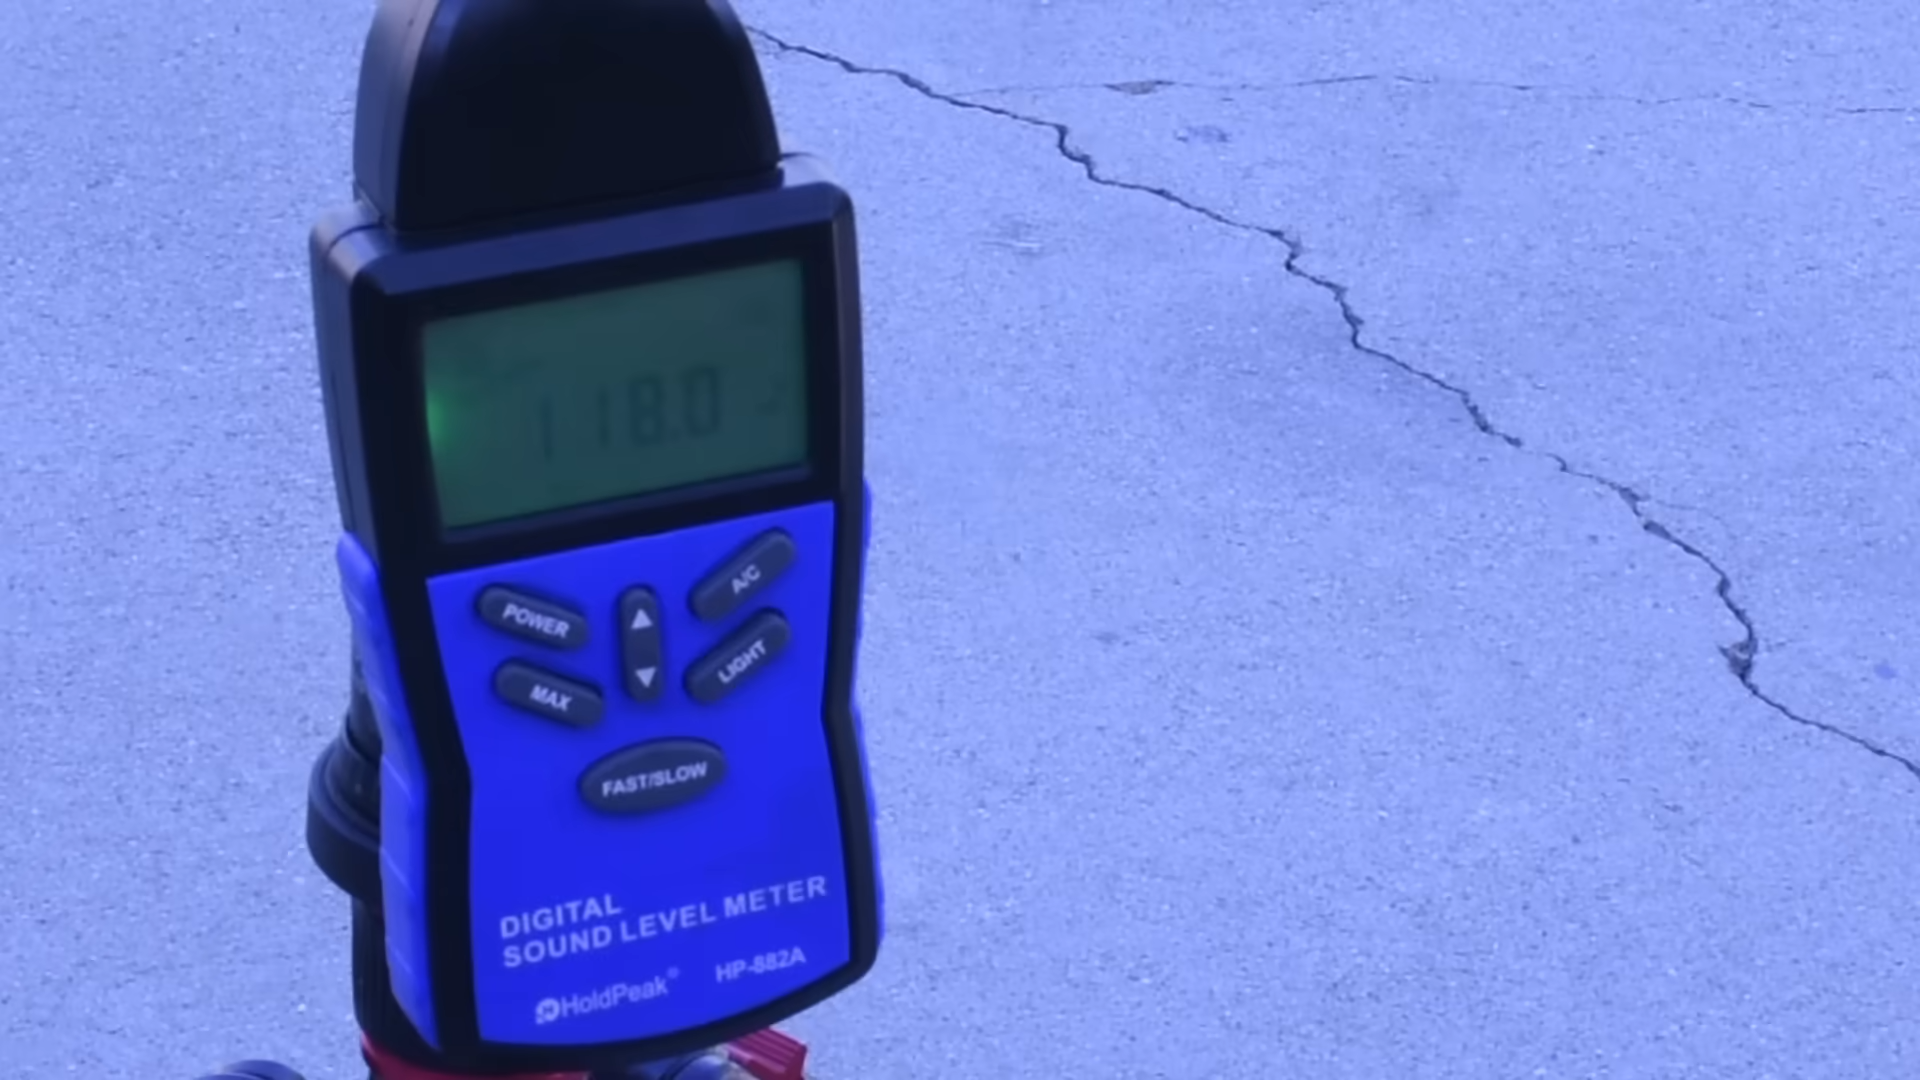 118.0
POWER
A/C
▲
▼
MAX
LIGHT
FAST/SLOW
DIGITAL
SOUND LEVEL METER
HoldPeak®
HP-882A